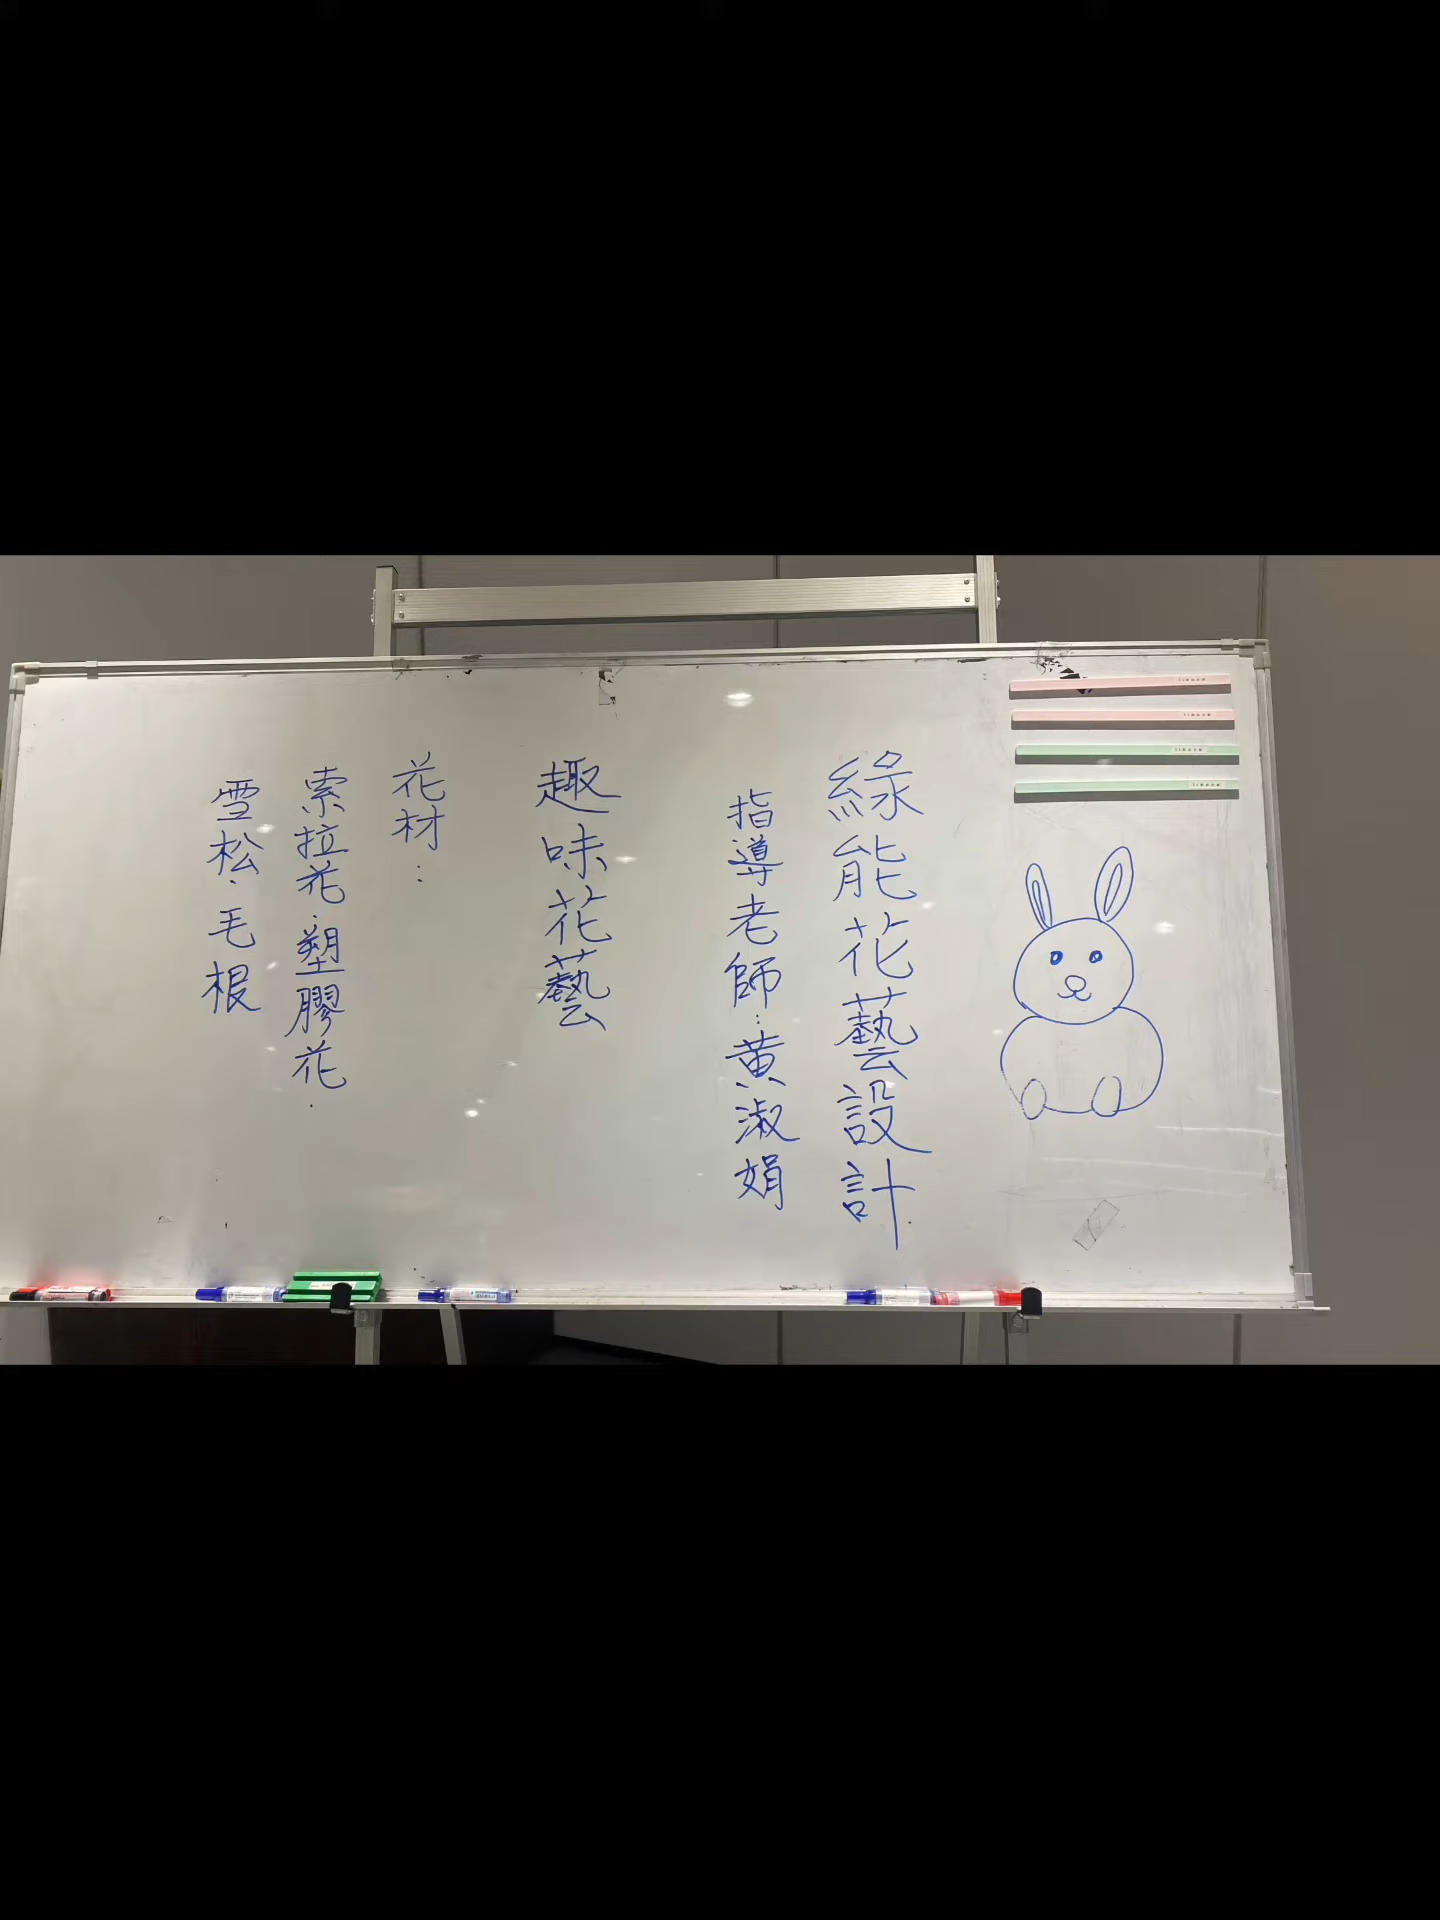 緣能花藝設計
指導老師：黃淑娟
趣味花藝
花材：
索拉花．塑膠花．
雪松．毛根